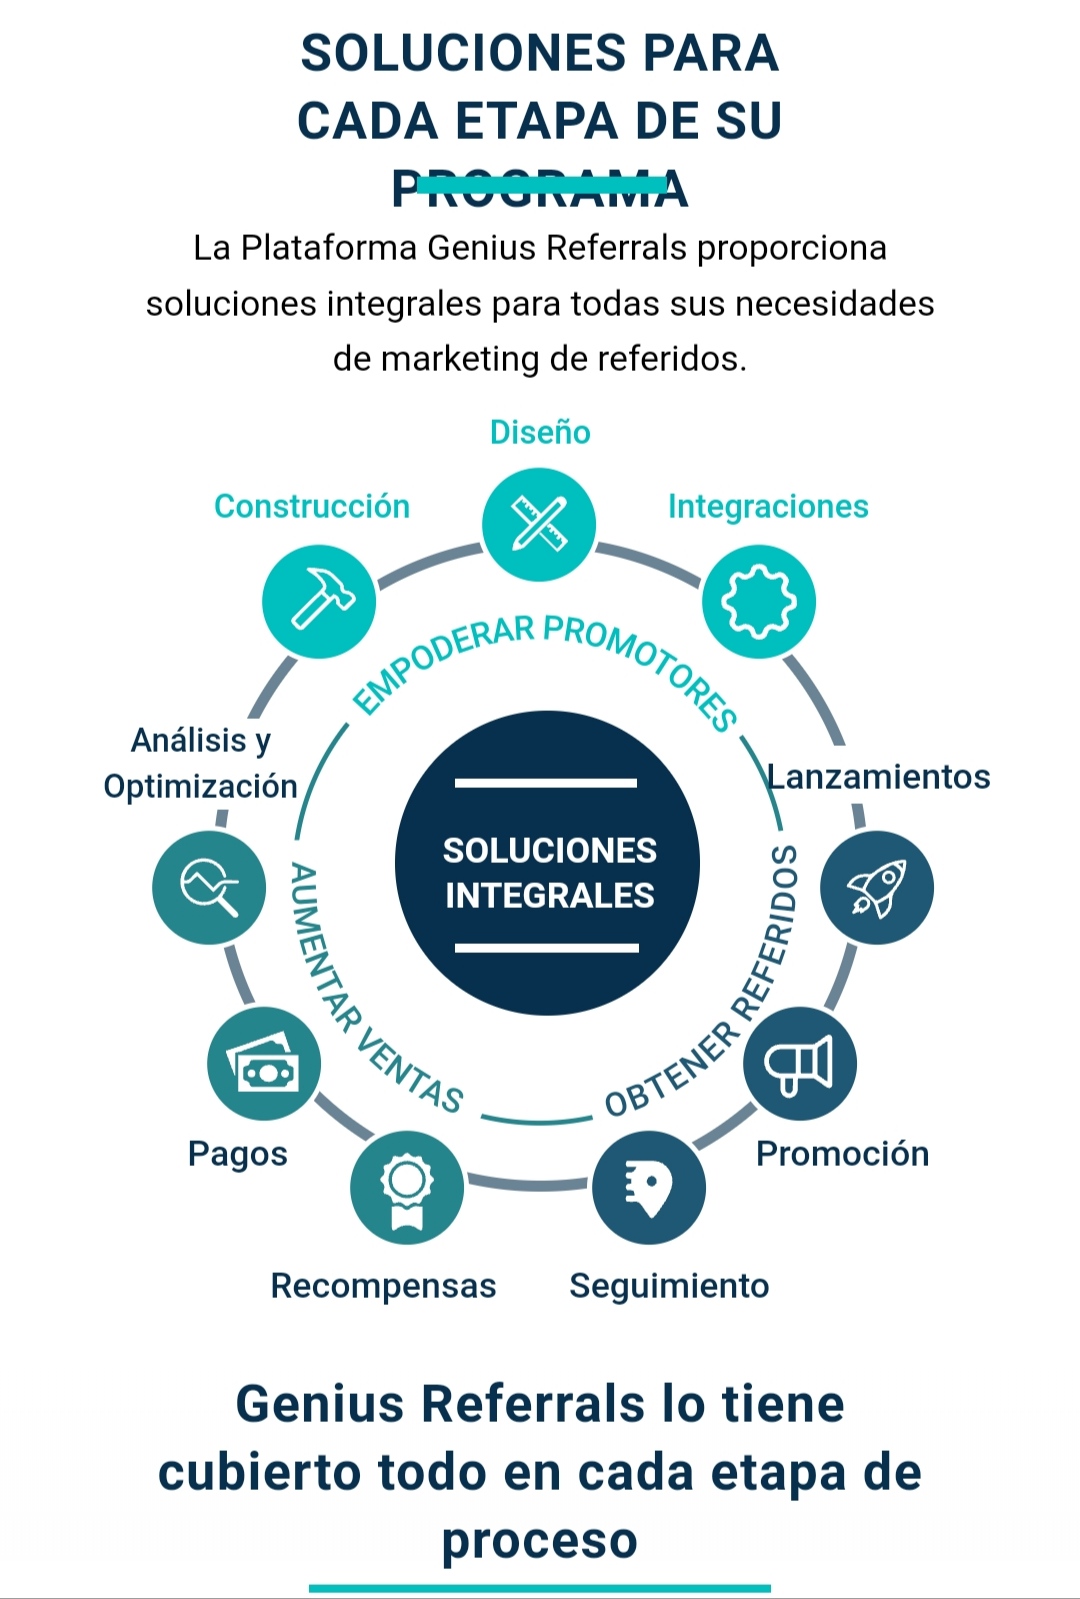 SOLUCIONES PARA
CADA ETAPA DE SU
PROGRAMA
La Plataforma Genius Referrals proporciona
soluciones integrales para todas sus necesidades
de marketing de referidos.
Diseño
Construcción
Integraciones
EMPODERAR PROMOTORES
Análisis y
Optimización
Lanzamientos
SOLUCIONES
INTEGRALES
AUMENTAR VENTAS
OBTENER REFERIDOS
Pagos
Promoción
Recompensas
Seguimiento
Genius Referrals lo tiene
cubierto todo en cada etapa de
proceso